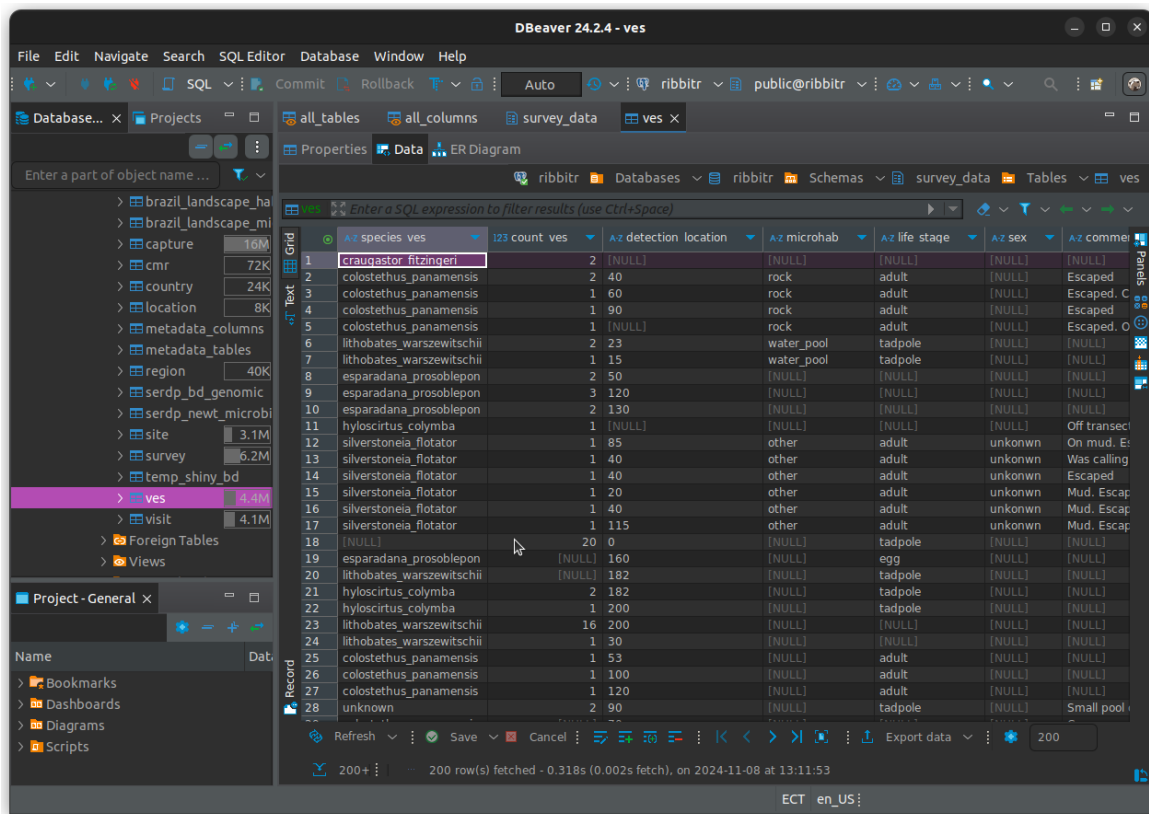 DBeaver 24.2.4 - ves
File Edit Navigate Search SQL Editor Database Window Help
SQL Commit Rollback Auto ribbitr public@ribbitr
Database... Projects
all_tables all_columns survey_data ves
Properties Data ER Diagram
Enter a part of object name ...
ribbitr Databases ribbitr Schemas survey_data Tables ves
ves Enter a SQL expression to filter results (use Ctrl+Space)
brazil_landscape_ha
brazil_landscape_mi
capture 16M
cmr 72K
country 24K
location 8K
metadata_columns
metadata_tables
region 40K
serdp_bd_genomic
serdp_newt_microbi
site 3.1M
survey 6.2M
temp_shiny_bd
ves 4.4M
visit 4.1M
Foreign Tables
Views
Project - General
Name Data
Bookmarks
Dashboards
Diagrams
Scripts
Grid
Text
Record
Panels
A-Z species_ves 123 count_ves A-Z detection_location A-Z microhab A-Z life_stage A-Z sex A-Z commen
1 craugastor_fitzingeri 2 [NULL] [NULL] [NULL] [NULL] [NULL]
2 colostethus_panamensis 2 40 rock adult [NULL] Escaped
3 colostethus_panamensis 1 60 rock adult [NULL] Escaped. C
4 colostethus_panamensis 1 90 rock adult [NULL] Escaped
5 colostethus_panamensis 1 [NULL] rock adult [NULL] Escaped. O
6 lithobates_warszewitschii 2 23 water_pool tadpole [NULL] [NULL]
7 lithobates_warszewitschii 1 15 water_pool tadpole [NULL] [NULL]
8 esparadana_prosoblepon 2 50 [NULL] [NULL] [NULL] [NULL]
9 esparadana_prosoblepon 3 120 [NULL] [NULL] [NULL] [NULL]
10 esparadana_prosoblepon 2 130 [NULL] [NULL] [NULL] [NULL]
11 hyloscirtus_colymba 1 [NULL] [NULL] [NULL] [NULL] Off transect
12 silverstoneia_flotator 1 85 other adult unkonwn On mud. Es
13 silverstoneia_flotator 1 40 other adult unkonwn Was calling
14 silverstoneia_flotator 1 40 other adult unkonwn Escaped
15 silverstoneia_flotator 1 20 other adult unkonwn Mud. Escap
16 silverstoneia_flotator 1 40 other adult unkonwn Mud. Escap
17 silverstoneia_flotator 1 115 other adult unkonwn Mud. Escap
18 [NULL] 20 0 [NULL] tadpole [NULL] [NULL]
19 esparadana_prosoblepon [NULL] 160 [NULL] egg [NULL] [NULL]
20 lithobates_warszewitschii [NULL] 182 [NULL] tadpole [NULL] [NULL]
21 hyloscirtus_colymba 2 182 [NULL] tadpole [NULL] [NULL]
22 hyloscirtus_colymba 1 200 [NULL] tadpole [NULL] [NULL]
23 lithobates_warszewitschii 16 200 [NULL] [NULL] [NULL] [NULL]
24 lithobates_warszewitschii 1 30 [NULL] [NULL] [NULL] [NULL]
25 colostethus_panamensis 1 53 [NULL] adult [NULL] [NULL]
26 colostethus_panamensis 1 100 [NULL] adult [NULL] [NULL]
27 colostethus_panamensis 1 120 [NULL] adult [NULL] [NULL]
28 unknown 2 90 [NULL] tadpole [NULL] Small pool
Refresh Save Cancel Export data 200
200+ 200 row(s) fetched - 0.318s (0.002s fetch), on 2024-11-08 at 13:11:53
ECT en_US